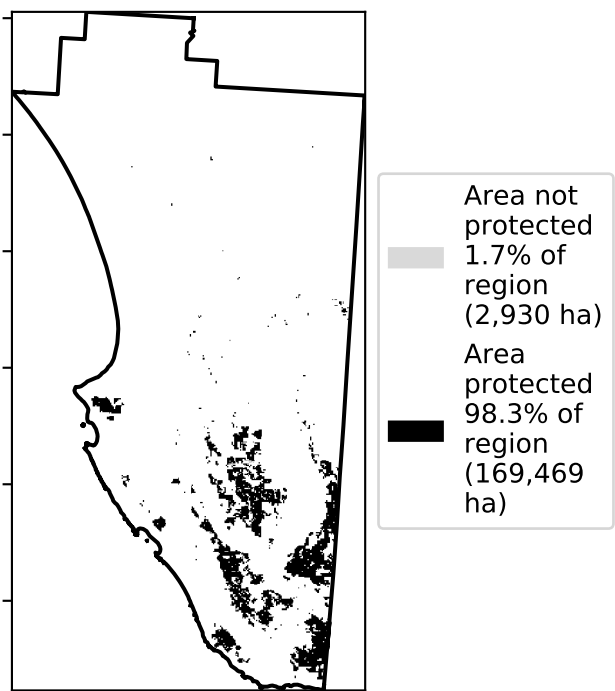 Area not
protected
1.7% of
region
(2,930 ha)
Area
protected
98.3% of
region
(169,469
ha)